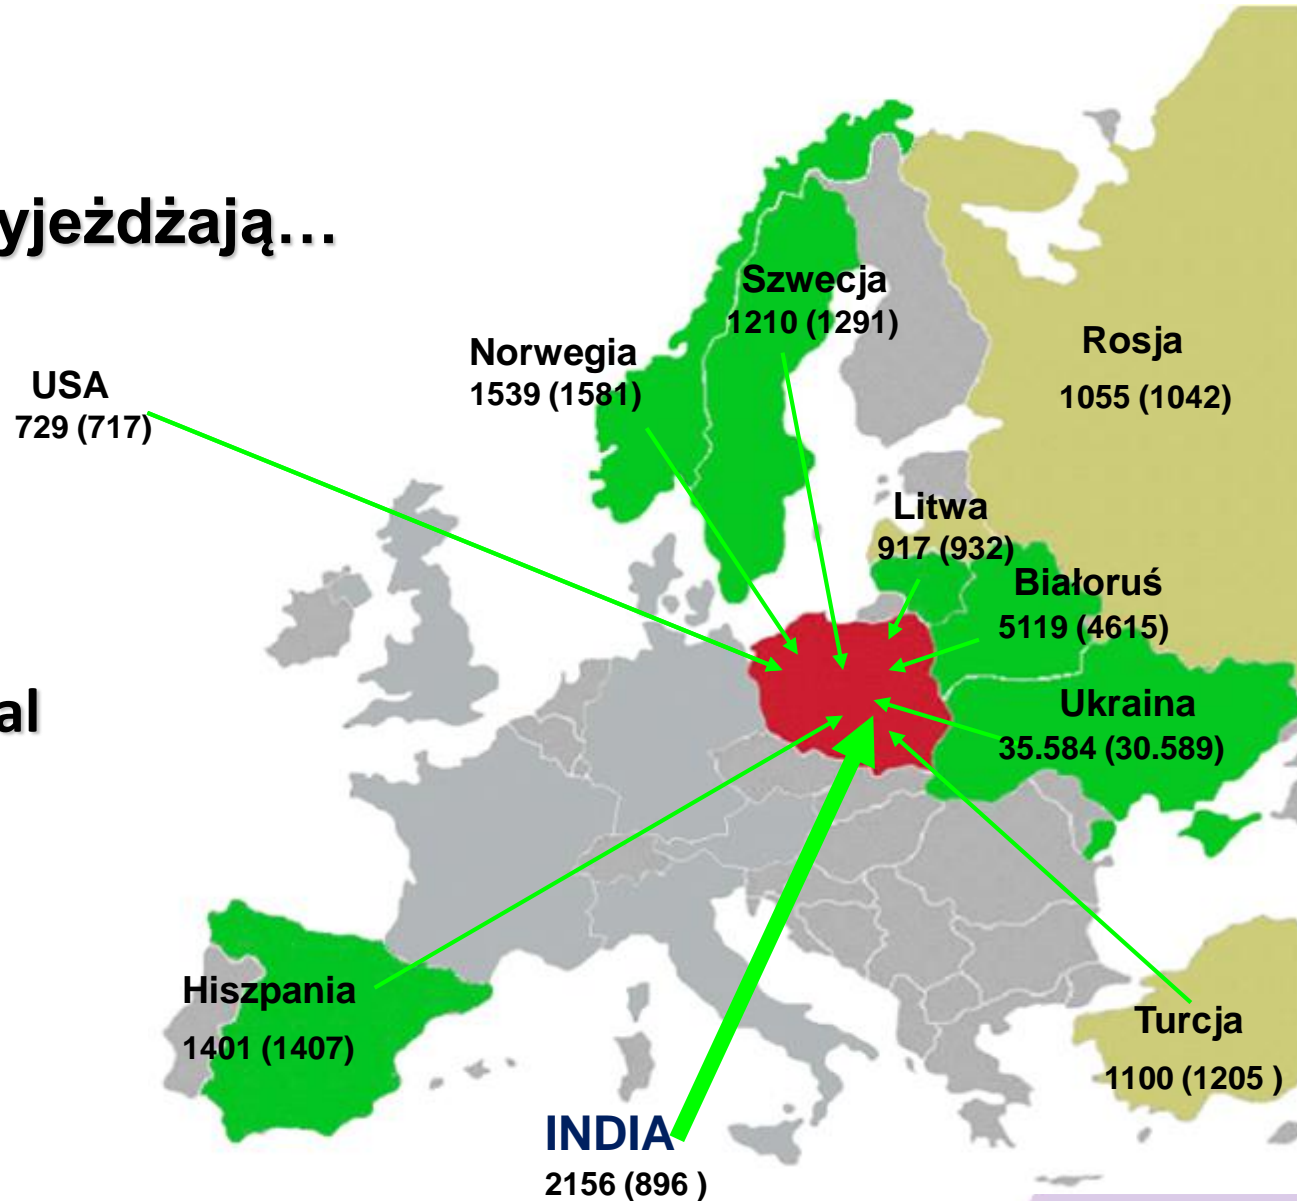 yjeżdżają…
Szwecja
1210 (1291)
Norwegia
1539 (1581)
Rosja
1055 (1042)
USA
729 (717)
Litwa
917 (932)
Białoruś
5119 (4615)
al
Ukraina
35.584 (30.589)
Hiszpania
1401 (1407)
Turcja
1100 (1205 )
INDIA
2156 (896 )